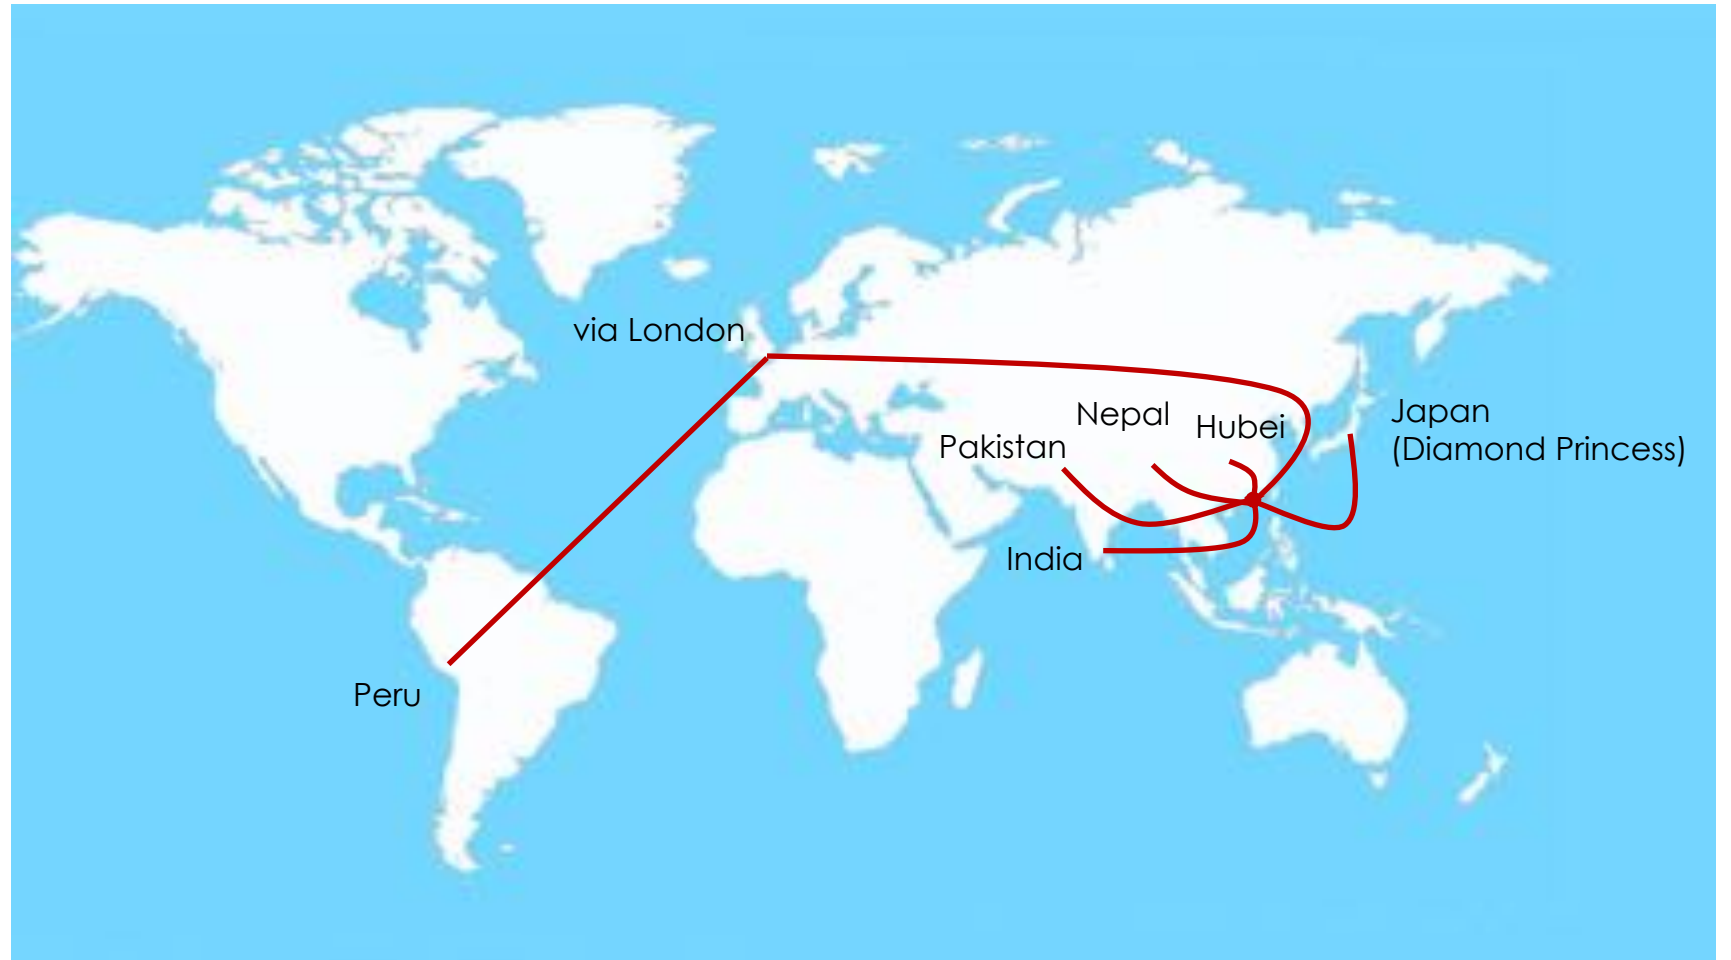 via London
Nepal
Hubei
Japan
(Diamond Princess)
Pakistan
India
Peru